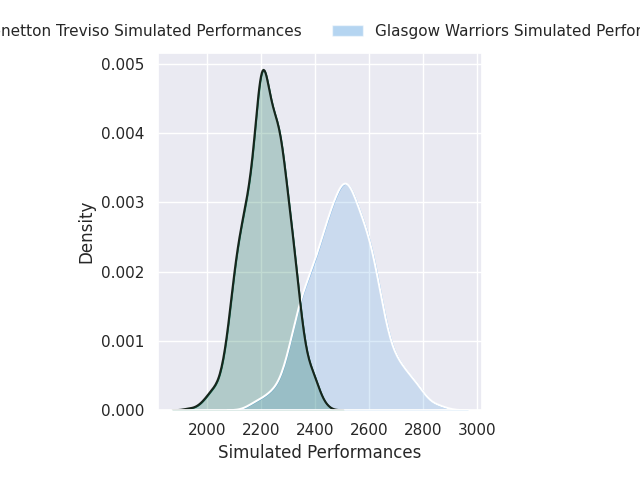 netton Treviso Simulated Performances
Glasgow Warriors Simulated Perfor
0.005
0.004
0.003
0.002
0.001
0.000
Density
2000 2200 2400 2600 2800 3000
Simulated Performances